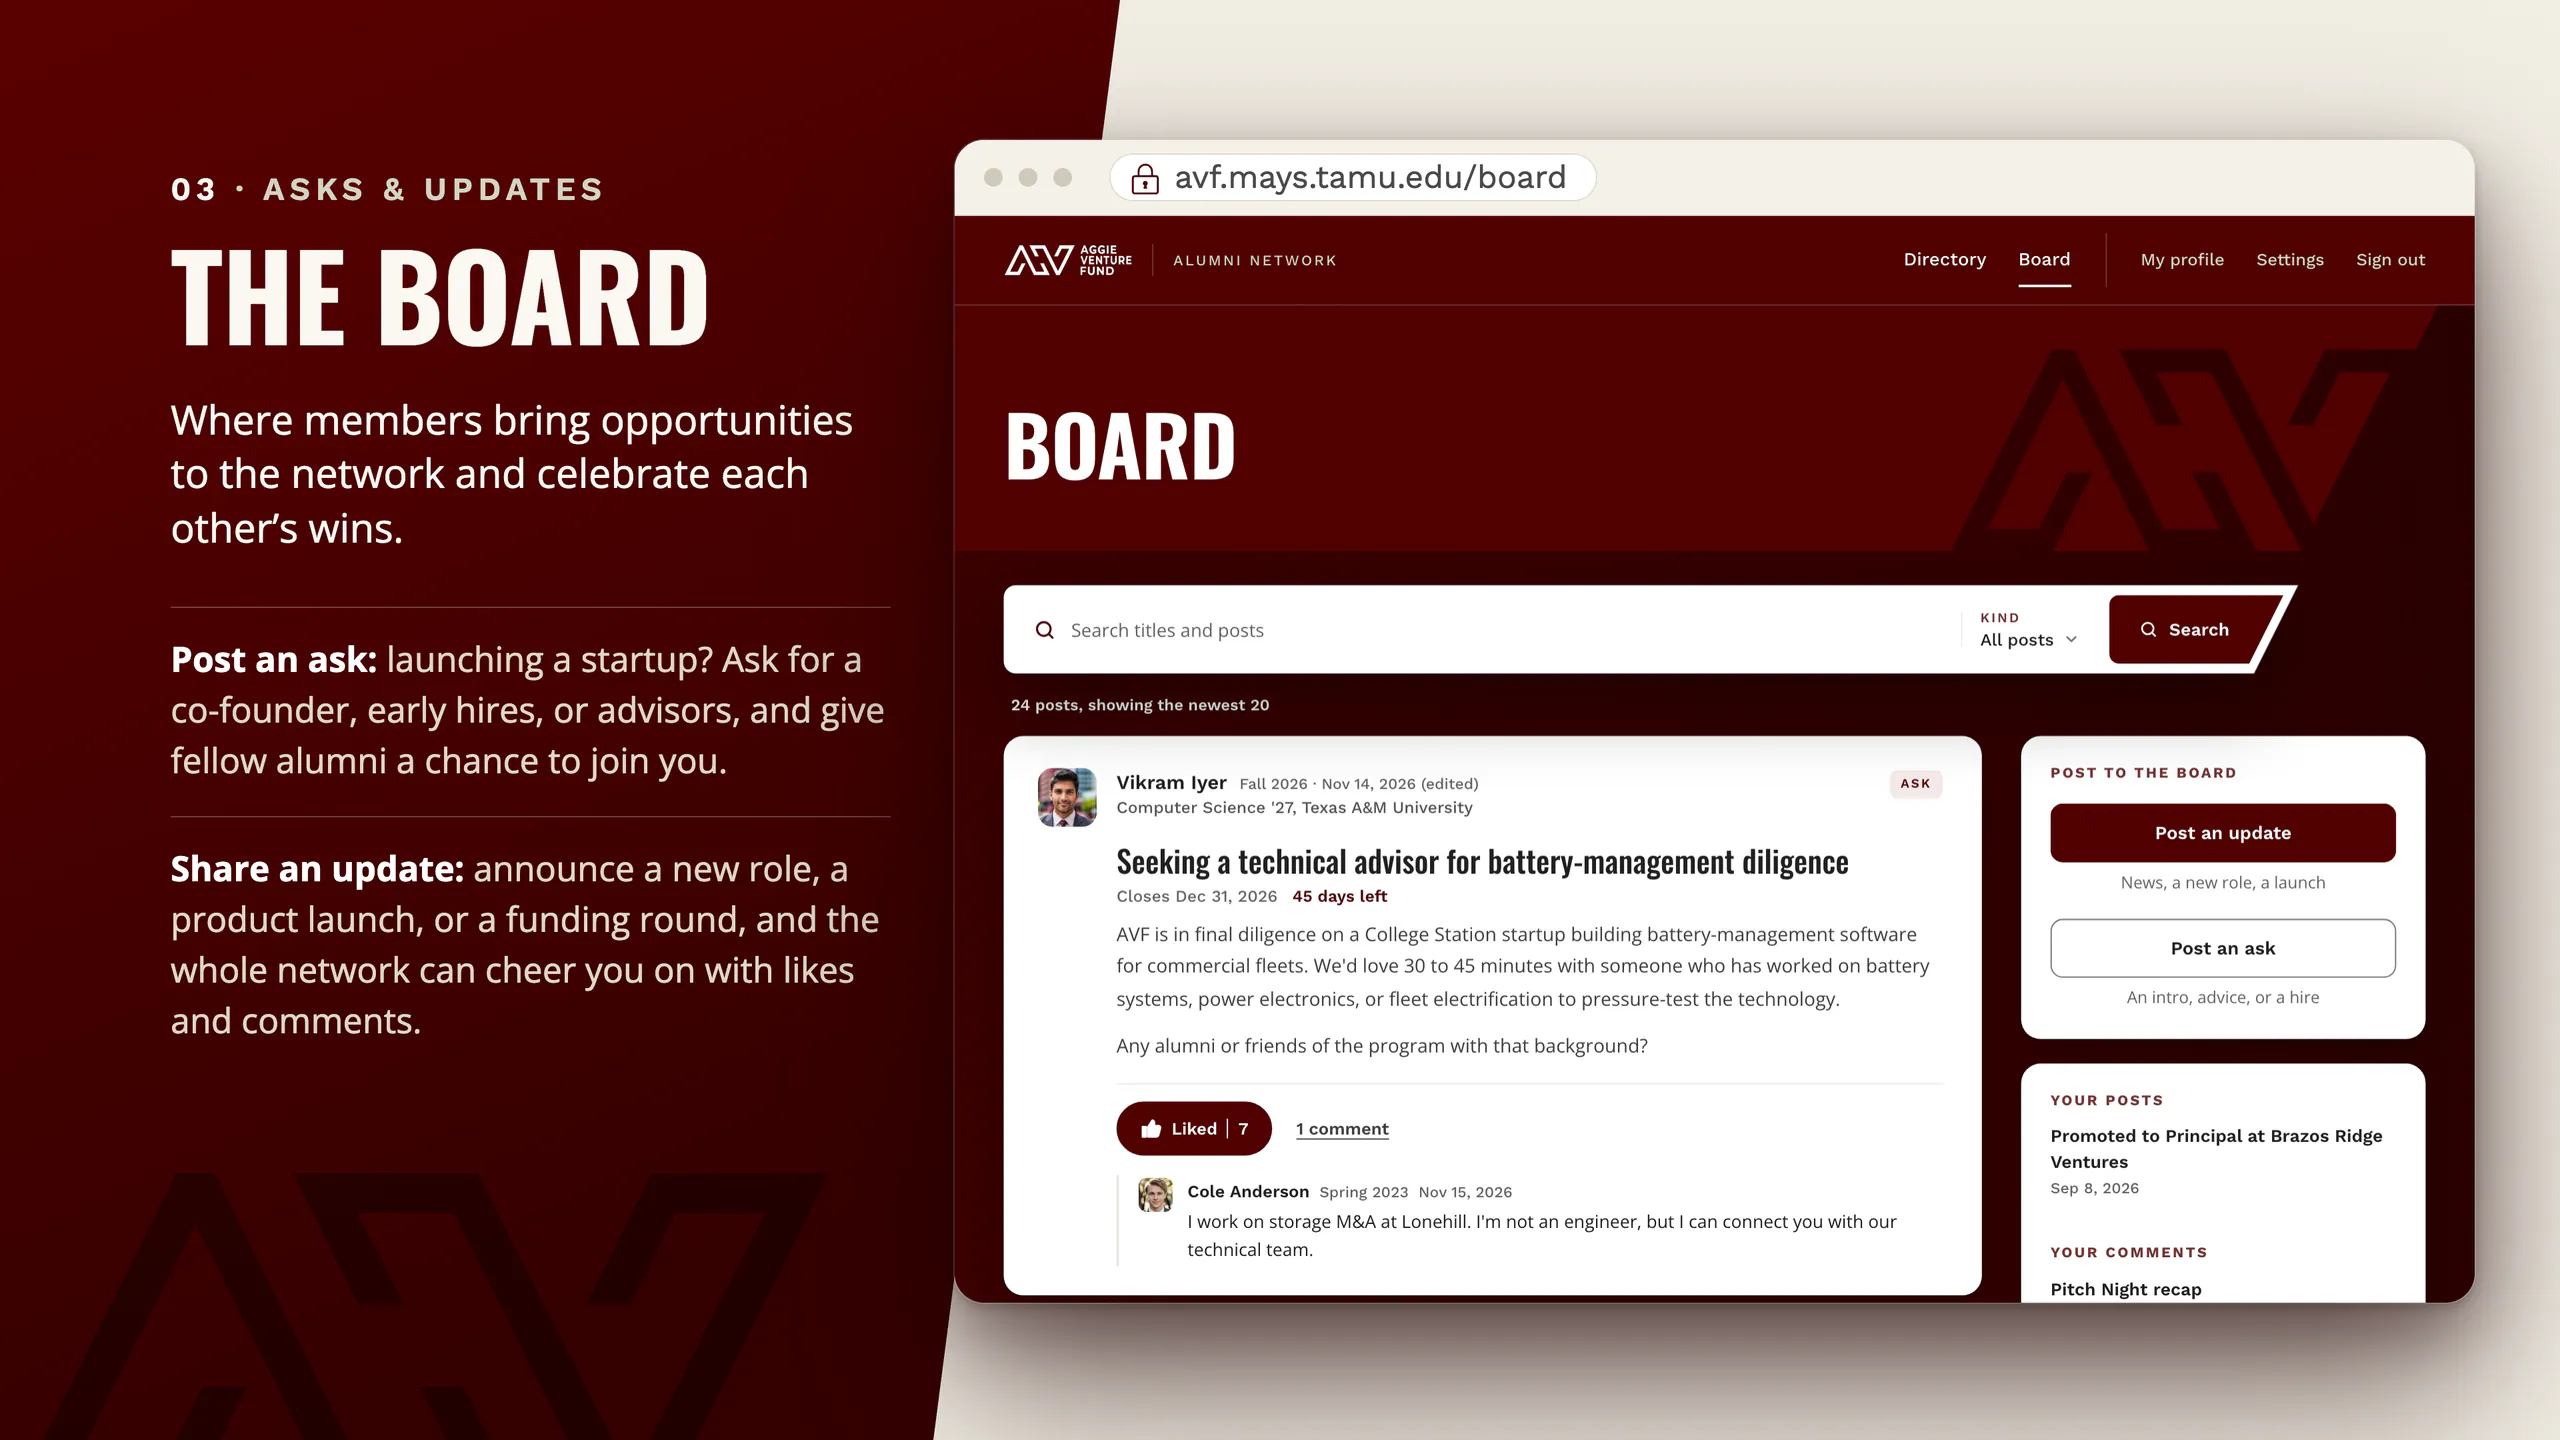 03 · ASKS & UPDATES
THE BOARD
Where members bring opportunities
to the network and celebrate each
other’s wins.
Post an ask: launching a startup? Ask for a
co-founder, early hires, or advisors, and give
fellow alumni a chance to join you.
Share an update: announce a new role, a
product launch, or a funding round, and the
whole network can cheer you on with likes
and comments.
avf.mays.tamu.edu/board
AGGIE
VENTURE
FUND
ALUMNI NETWORK
Directory
Board
My profile
Settings
Sign out
BOARD
Search titles and posts
KIND
All posts
Search
24 posts, showing the newest 20
Vikram Iyer Fall 2026 · Nov 14, 2026 (edited)
ASK
Computer Science '27, Texas A&M University
Seeking a technical advisor for battery-management diligence
Closes Dec 31, 2026 45 days left
AVF is in final diligence on a College Station startup building battery-management software
for commercial fleets. We'd love 30 to 45 minutes with someone who has worked on battery
systems, power electronics, or fleet electrification to pressure-test the technology.
Any alumni or friends of the program with that background?
Liked | 7
1 comment
Cole Anderson Spring 2023 Nov 15, 2026
I work on storage M&A at Lonehill. I'm not an engineer, but I can connect you with our
technical team.
POST TO THE BOARD
Post an update
News, a new role, a launch
Post an ask
An intro, advice, or a hire
YOUR POSTS
Promoted to Principal at Brazos Ridge
Ventures
Sep 8, 2026
YOUR COMMENTS
Pitch Night recap